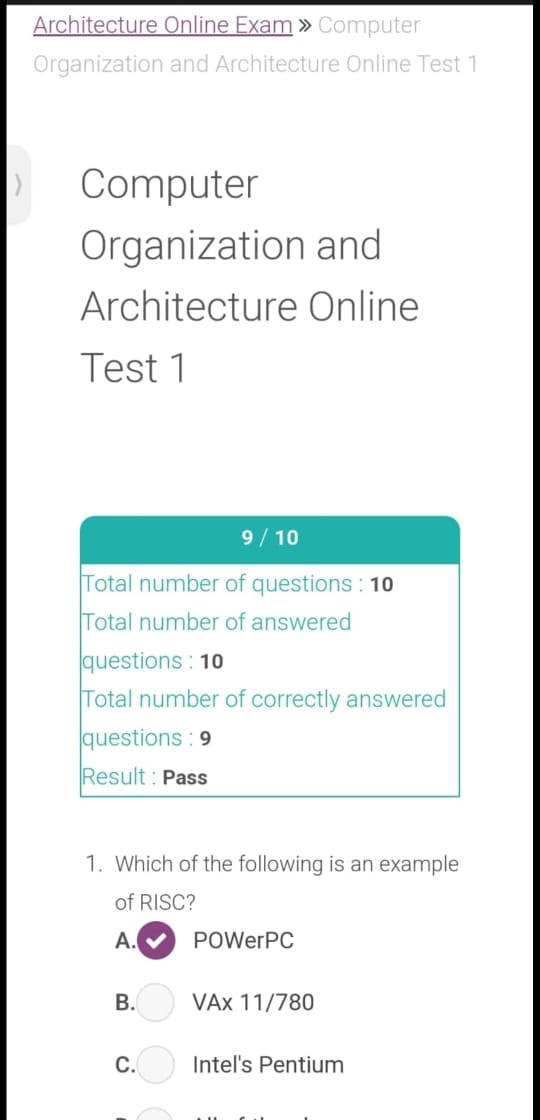 Architecture Online Exam » Computer
Organization and Architecture Online Test 1
Computer
Organization and
Architecture Online
Test 1
9 / 10
Total number of questions : 10
Total number of answered
questions : 10
Total number of correctly answered
questions : 9
Result : Pass
1. Which of the following is an example
of RISC?
A. POWerPC
B. VAx 11/780
C. Intel's Pentium